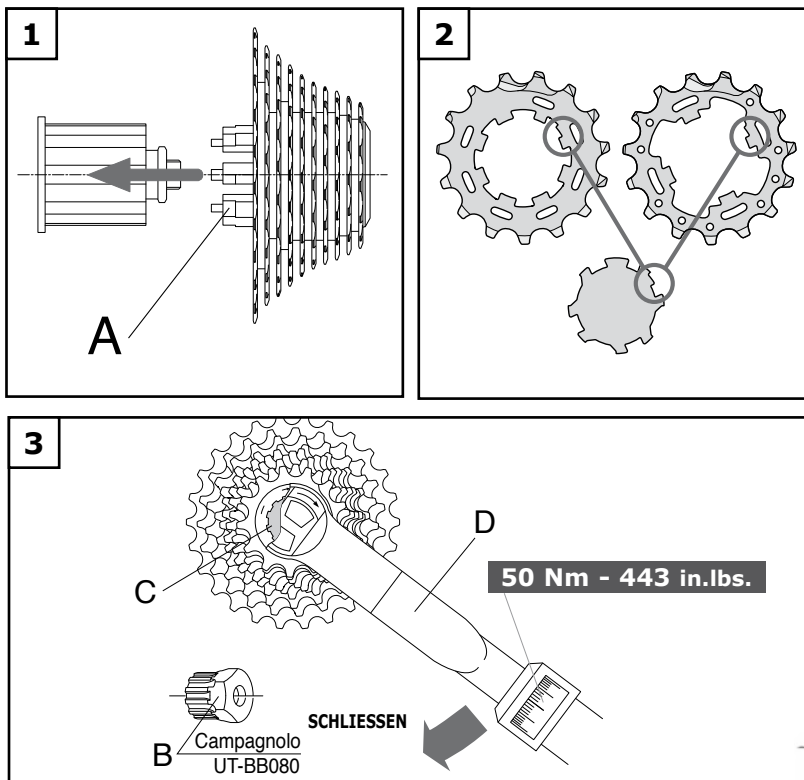 1
A
2
3
C
D
50 Nm - 443 in.lbs.
B
Campagnolo
UT-BB080
SCHLIESSEN